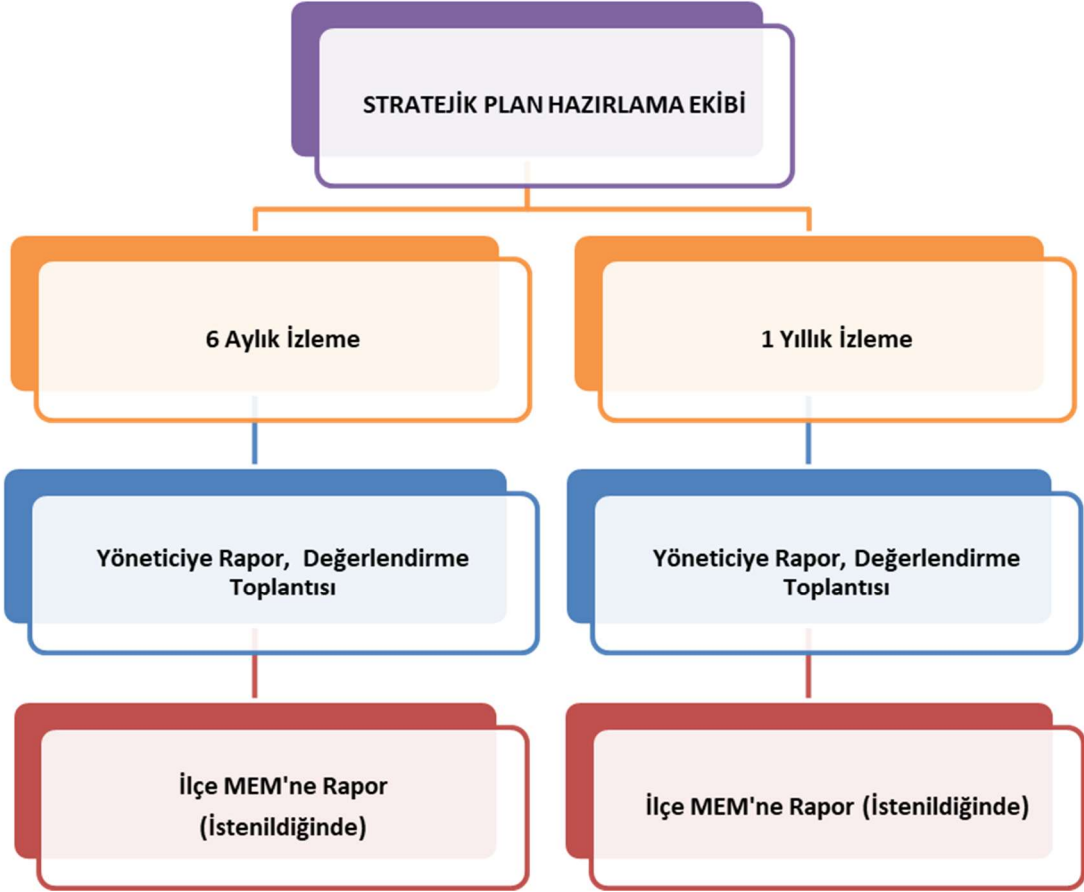 STRATEJİK PLAN HAZIRLAMA EKİBİ
6 Aylık İzleme
1 Yıllık İzleme
Yöneticiye Rapor, Değerlendirme
Toplantısı
Yöneticiye Rapor, Değerlendirme
Toplantısı
İlçe MEM'ne Rapor
(İstenildiğinde)
İlçe MEM'ne Rapor (İstenildiğinde)